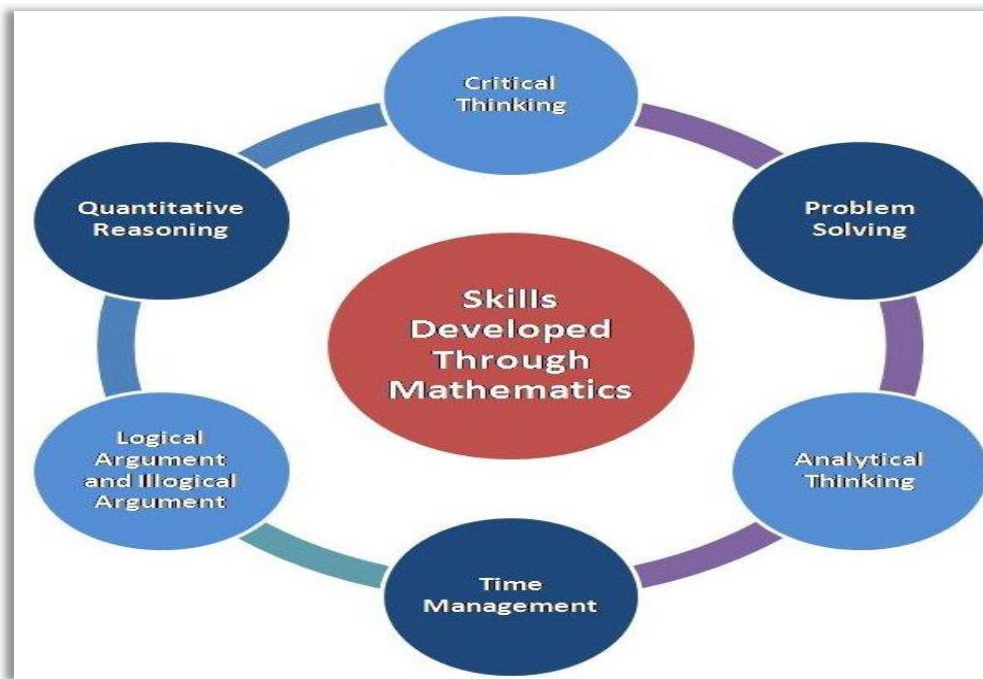 Critical
Thinking
Problem
Solving
Analytical
Thinking
Time
Management
Logical
Argument
and Illogical
Argument
Quantitative
Reasoning
Skills
Developed
Through
Mathematics